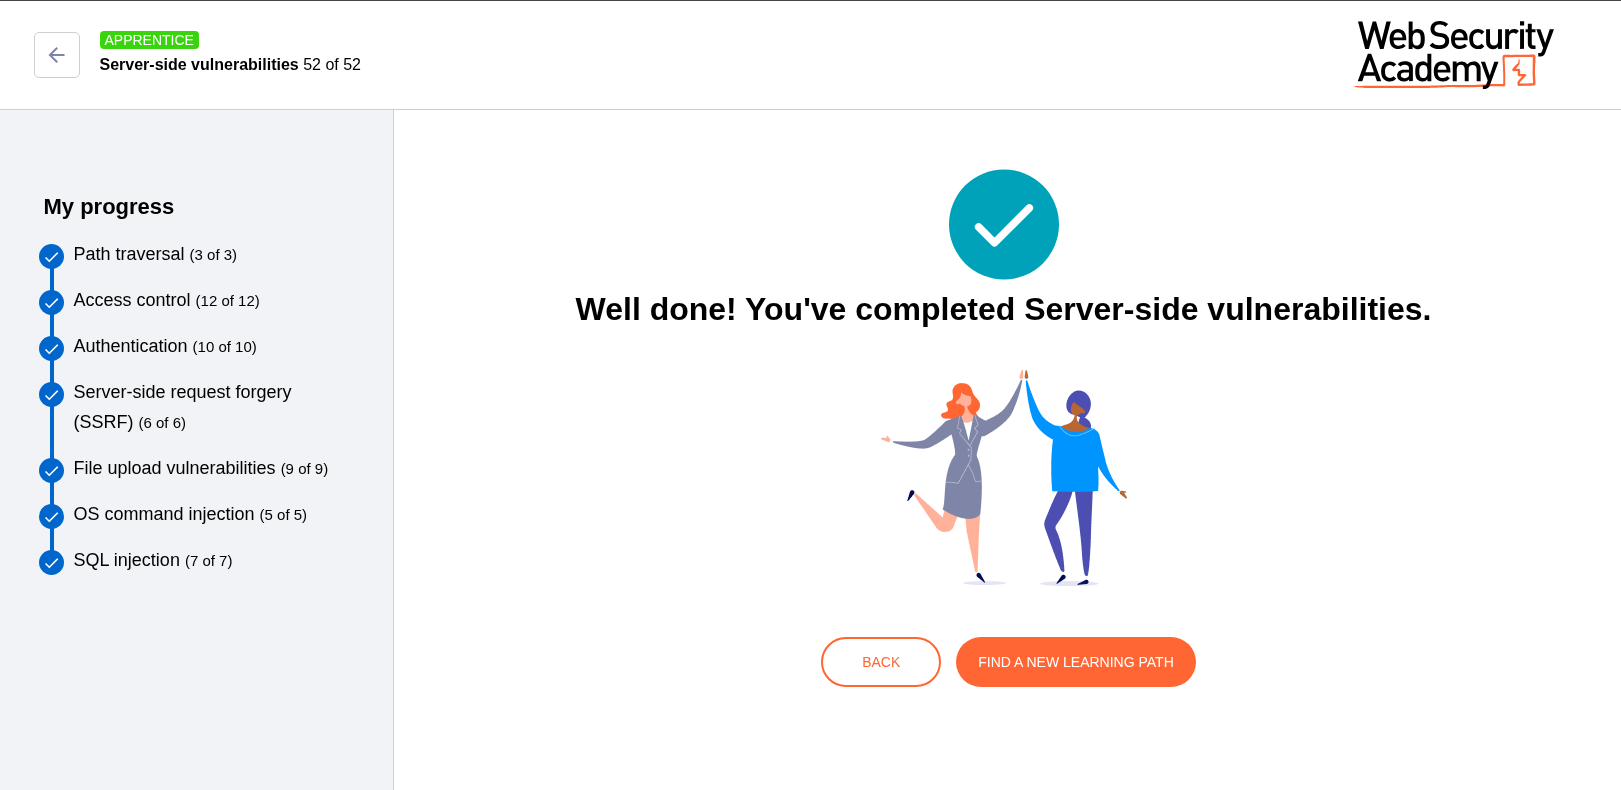 APPRENTICE
Server-side vulnerabilities 52 of 52
Web Security
Academy
My progress
Path traversal (3 of 3)
Access control (12 of 12)
Authentication (10 of 10)
Server-side request forgery
(SSRF) (6 of 6)
File upload vulnerabilities (9 of 9)
OS command injection (5 of 5)
SQL injection (7 of 7)
Well done! You've completed Server-side vulnerabilities.
BACK
FIND A NEW LEARNING PATH